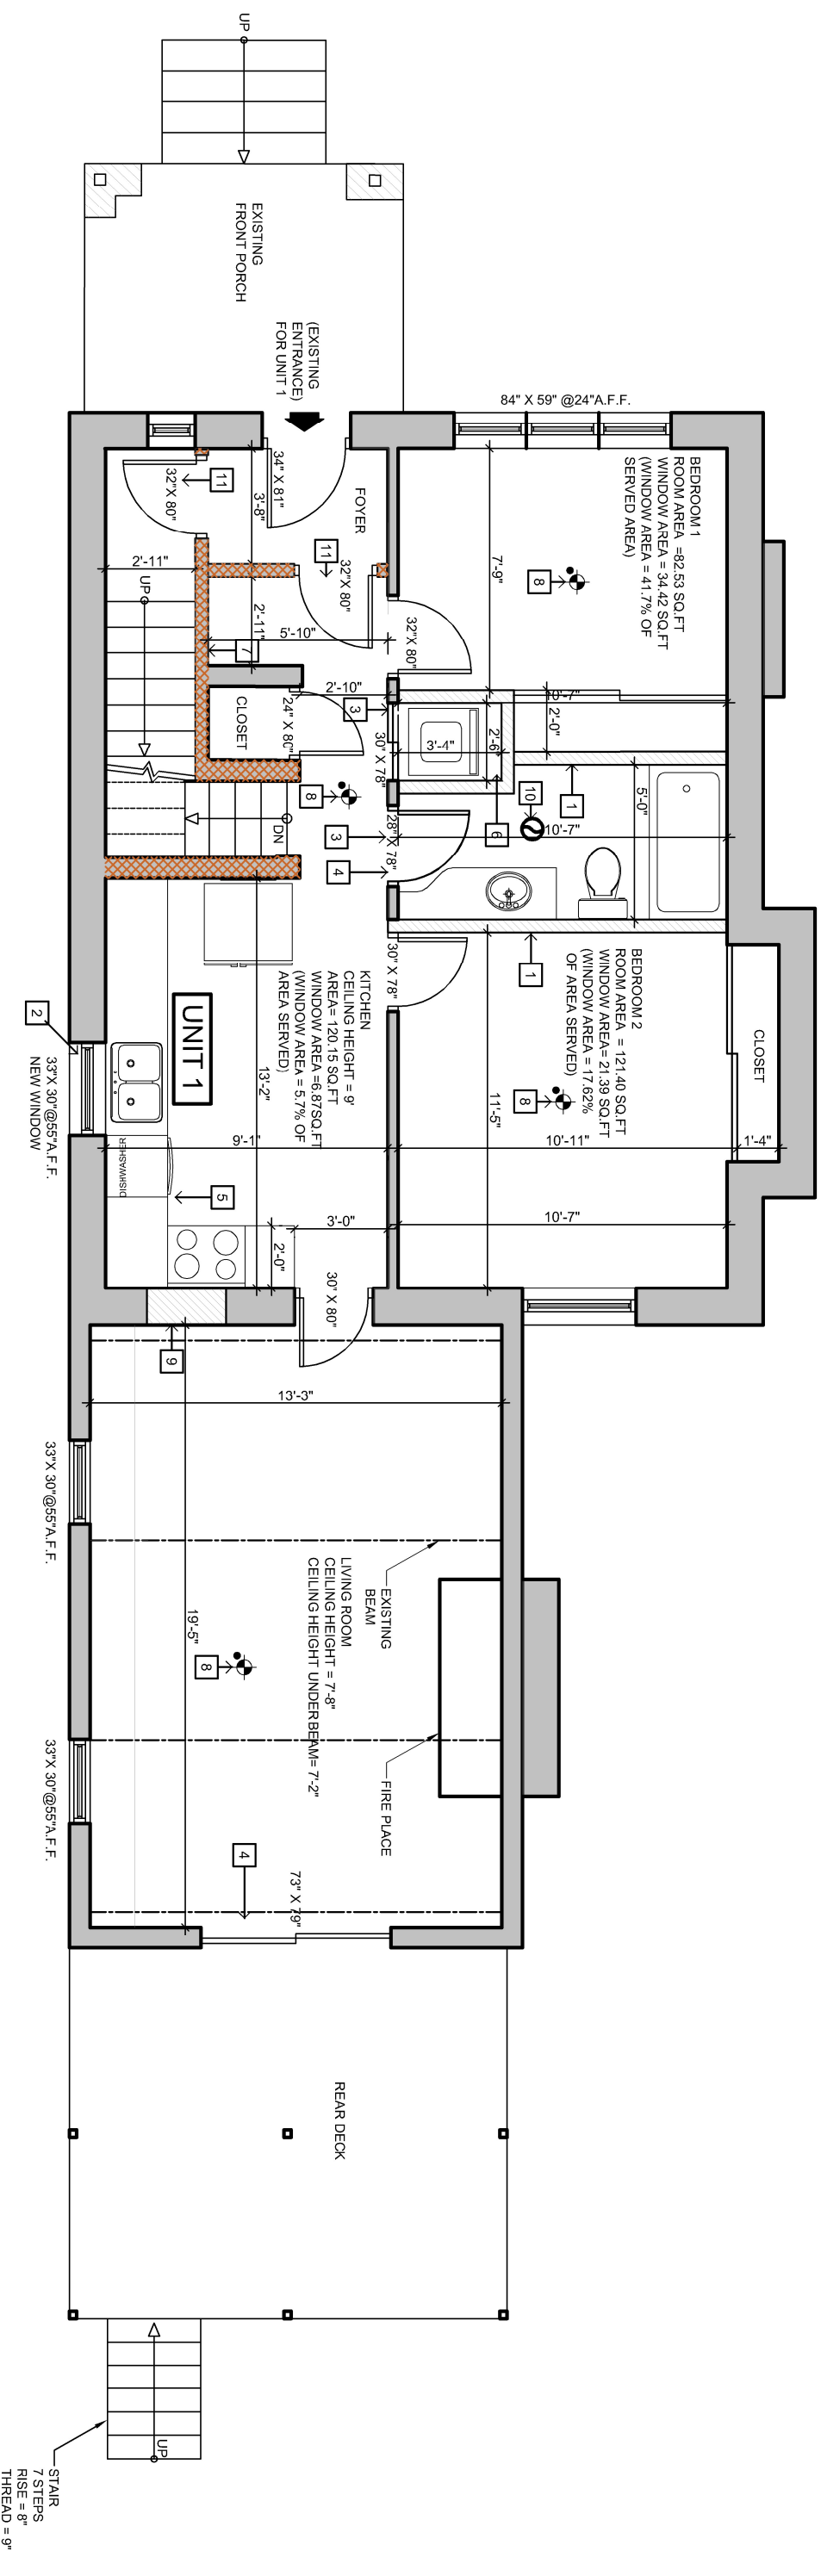 UP
EXISTING
FRONT PORCH
(EXISTING
ENTRANCE)
FOR UNIT 1
84" X 59" @24"A.F.F.
BEDROOM 1
ROOM AREA =82.53 SQ.FT
WINDOW AREA = 34.42 SQ.FT
(WINDOW AREA = 41.7% OF
SERVED AREA)
8
7'-9"
FOYER
34" X 81"
3'-8"
11
32"X 80"
11
32"X 80"
2'-11"
UP
2'-11"
5'-10"
7
32"X 80"
2'-10"
3
CLOSET
24" X 80"
30" X 78"
3'-4"
2'-6"
10'-7"
2'-0"
1
5'-0"
10
10'-7"
6
8
DN
3
28" X 78"
4
1
30" X 78"
BEDROOM 2
ROOM AREA = 121.40 SQ.FT
WINDOW AREA= 21.39 SQ.FT
(WINDOW AREA = 17.62%
OF AREA SERVED)
8
CLOSET
11'-5"
10'-11"
1'-4"
10'-7"
KITCHEN
CEILING HEIGHT = 9'
AREA= 120.15 SQ.FT
WINDOW AREA =6.87SQ.FT
(WINDOW AREA = 5.7% OF
AREA SERVED)
13'-2"
UNIT 1
2
33"X 30"@55"A.F.F.
NEW WINDOW
9'-1"
DISHWASHER
5
3'-0"
2'-0"
30" X 80"
9
13'-3"
33"X 30"@55"A.F.F.
EXISTING
BEAM
LIVING ROOM
CEILING HEIGHT = 7'-8"
CEILING HEIGHT UNDER BEAM= 7'-2"
19'-5"
8
FIRE PLACE
33"X 30"@55"A.F.F.
4
73" X 79"
REAR DECK
UP
STAIR
7 STEPS
RISE = 8"
THREAD = 9"